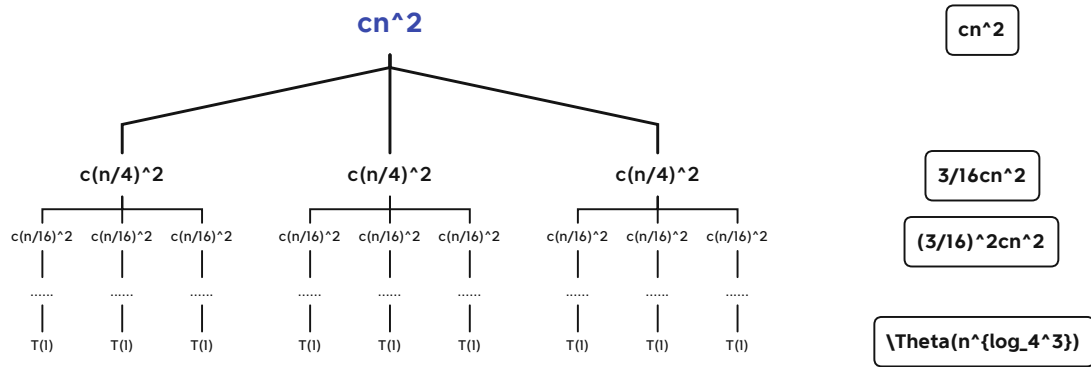 cn^2
cn^2
c(n/4)^2 c(n/4)^2 c(n/4)^2
3/16cn^2
c(n/16)^2 c(n/16)^2 c(n/16)^2 c(n/16)^2 c(n/16)^2 c(n/16)^2 c(n/16)^2 c(n/16)^2 c(n/16)^2
(3/16)^2cn^2
...... ...... ...... ...... ...... ...... ...... ...... ......
T(1) T(1) T(1) T(1) T(1) T(1) T(1) T(1) T(1)
\Theta(n^{log_4^3})